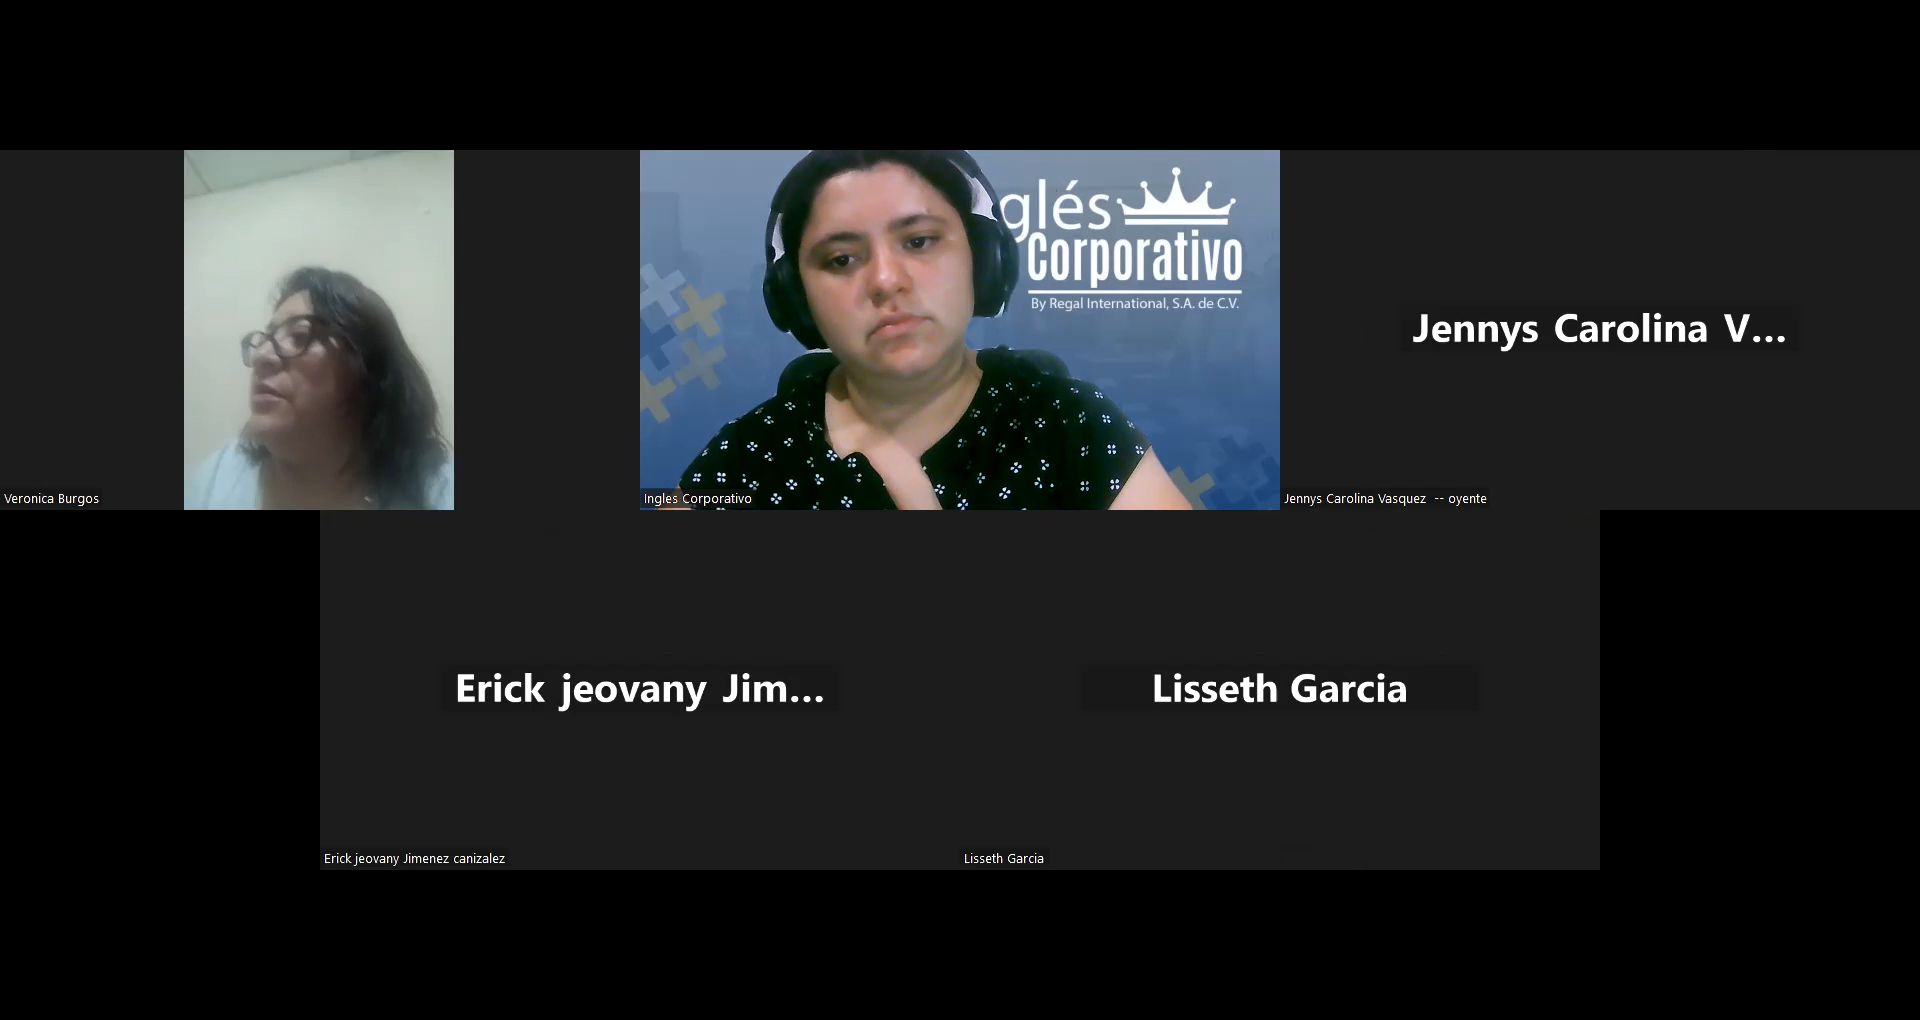 glés
Corporativo
By Regal International, S.A. de C.V.
Jennys Carolina V...
Veronica Burgos
Ingles Corporativo
Jennys Carolina Vasquez -- oyente
Erick jeovany Jim...
Lisseth Garcia
Erick jeovany Jimenez canizalez
Lisseth Garcia